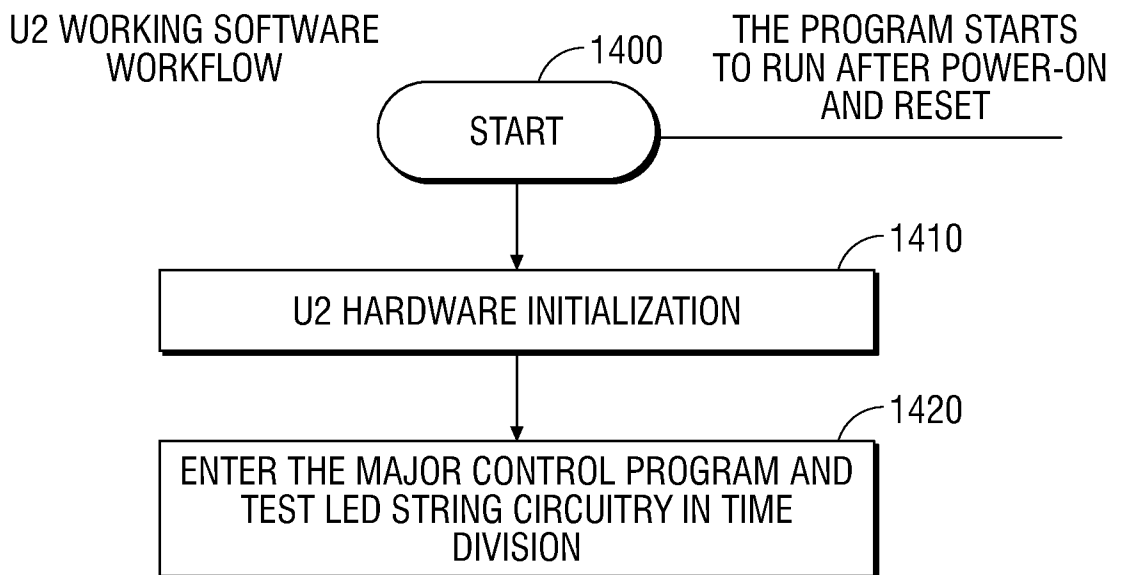 U2 WORKING SOFTWARE
WORKFLOW
1400
THE PROGRAM STARTS
TO RUN AFTER POWER-ON
AND RESET
START
1410
U2 HARDWARE INITIALIZATION
1420
ENTER THE MAJOR CONTROL PROGRAM AND
TEST LED STRING CIRCUITRY IN TIME
DIVISION